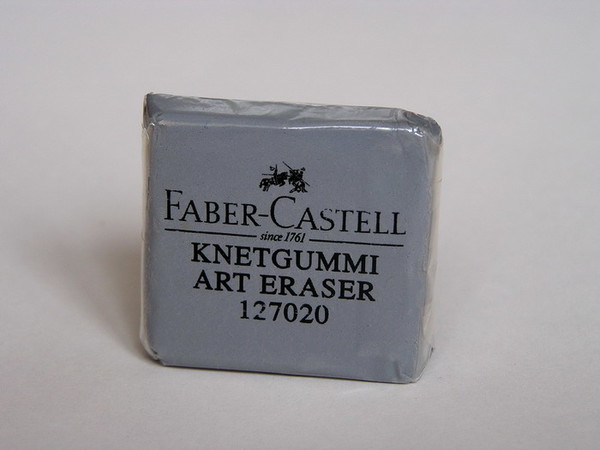 FABER-CASTELL
since 1761
KNETGUMMI
ART ERASER
127020